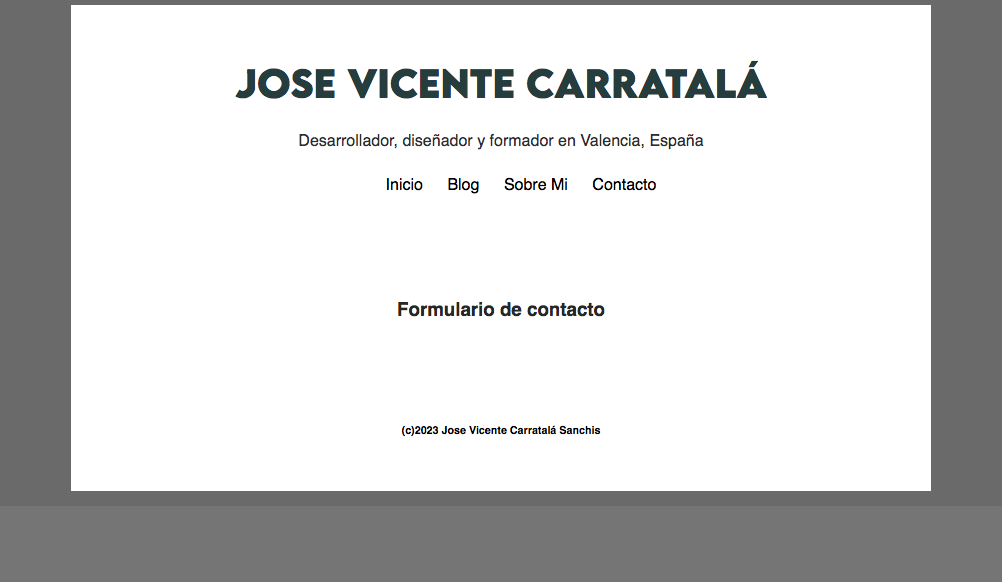 JOSE VICENTE CARRATALÁ
Desarrollador, diseñador y formador en Valencia, España
Inicio Blog Sobre Mi Contacto
Formulario de contacto
(c)2023 Jose Vicente Carratalá Sanchis